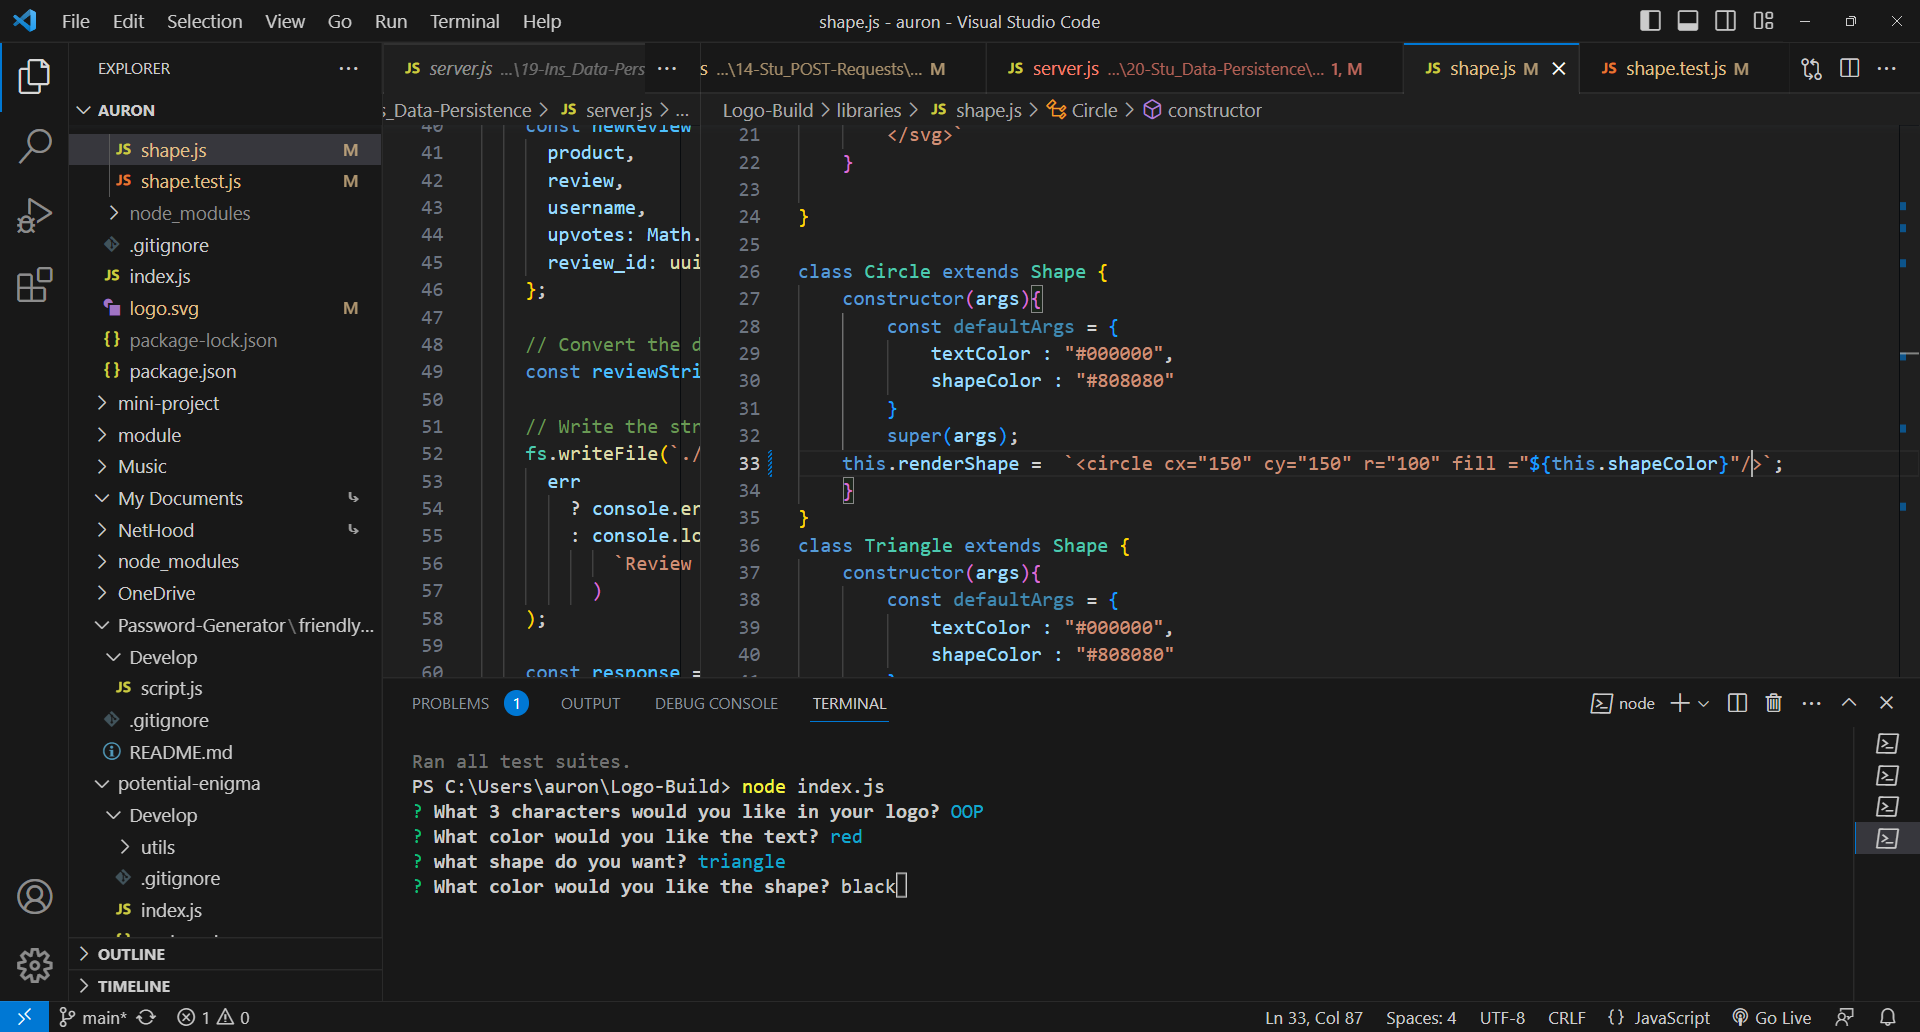 File Edit Selection View Go Run Terminal Help
shape.js - auron - Visual Studio Code
EXPLORER
AURON
JS shape.js M
JS shape.test.js M
node_modules
.gitignore
JS index.js
logo.svg M
{} package-lock.json
{} package.json
mini-project
module
Music
My Documents
NetHood
node_modules
OneDrive
Password-Generator\friendly...
Develop
JS script.js
.gitignore
README.md
potential-enigma
Develop
utils
.gitignore
JS index.js
OUTLINE
TIMELINE
JS server.js ...\19-Ins_Data-Pers ...
s ...\14-Stu_POST-Requests\... M
JS server.js ...\20-Stu_Data-Persistence\... 1, M
JS shape.js M
JS shape.test.js M
s_Data-Persistence > JS server.js > ...
40 const newReview
41 product,
42 review,
43 username,
44 upvotes: Math.
45 review_id: uui
46 };
47
48 // Convert the d
49 const reviewStri
50
51 // Write the str
52 fs.writeFile(`./
53 err
54 ? console.er
55 : console.lo
56 `Review
57 )
58 );
59
60 const response =
Logo-Build > libraries > JS shape.js > Circle > constructor
21 </svg>`
22 }
23
24 }
25
26 class Circle extends Shape {
27 constructor(args){
28 const defaultArgs = {
29 textColor : "#000000",
30 shapeColor : "#808080"
31 }
32 super(args);
33 this.renderShape =  `<circle cx="150" cy="150" r="100" fill ="${this.shapeColor}"/>`;
34 }
35 }
36 class Triangle extends Shape {
37 constructor(args){
38 const defaultArgs = {
39 textColor : "#000000",
40 shapeColor : "#808080"
PROBLEMS 1 OUTPUT DEBUG CONSOLE TERMINAL
node
Ran all test suites.
PS C:\Users\auron\Logo-Build> node index.js
? What 3 characters would you like in your logo? OOP
? What color would you like the text? red
? what shape do you want? triangle
? What color would you like the shape? black
main* 1 0
Ln 33, Col 87 Spaces: 4 UTF-8 CRLF {} JavaScript Go Live